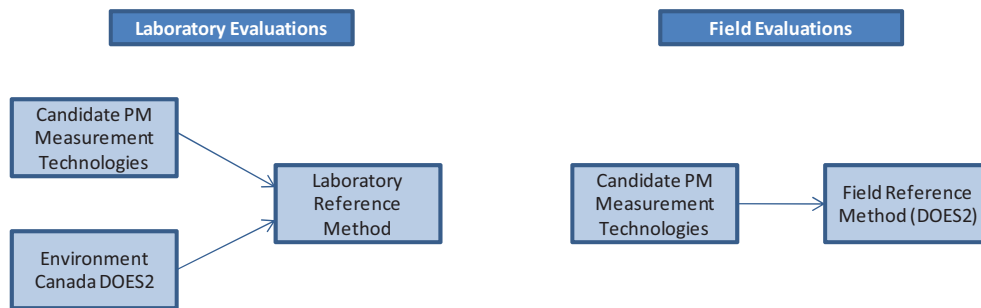 Laboratory Evaluations
Field Evaluations
Candidate PM
Measurement
Technologies
Environment
Canada DOES2
Laboratory
Reference
Method
Candidate PM
Measurement
Technologies
Field Reference
Method (DOES2)